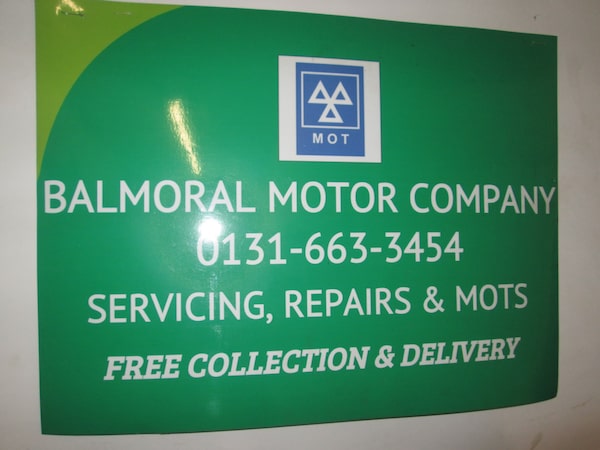 MOT
BALMORAL MOTOR COMPANY
0131-663-3454
SERVICING, REPAIRS & MOTS
FREE COLLECTION & DELIVERY